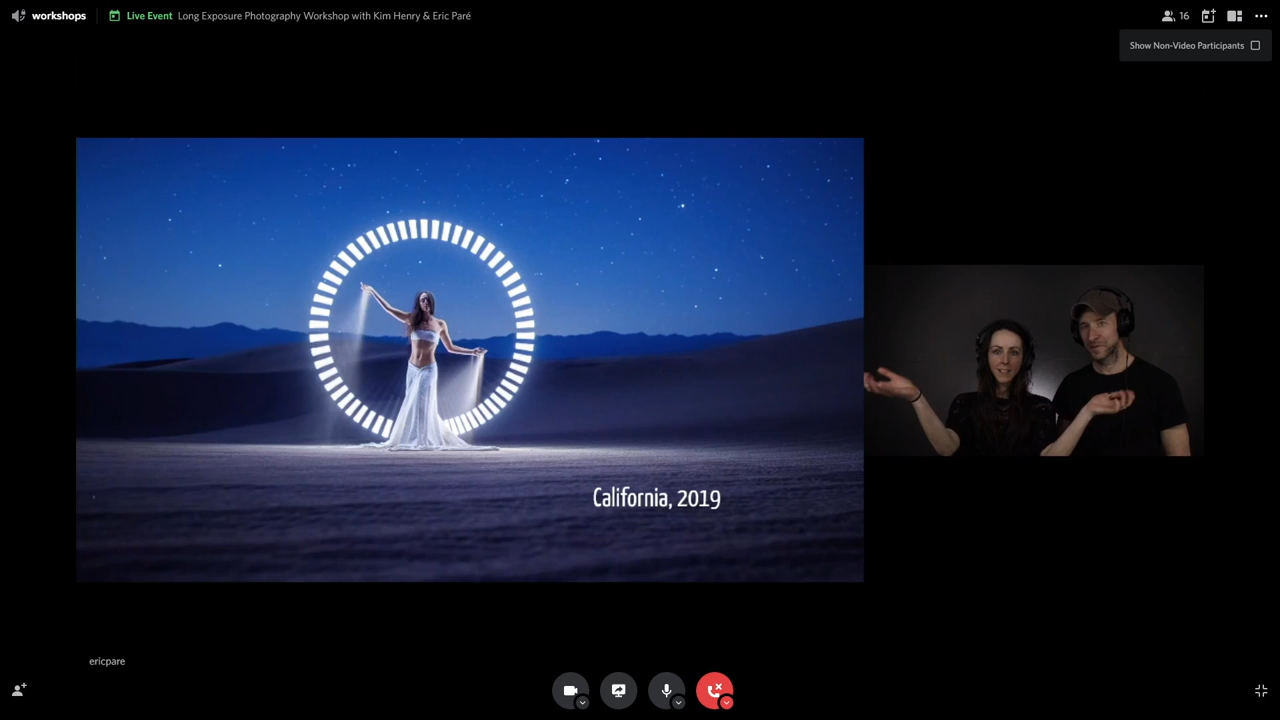 workshops
Live Event Long Exposure Photography Workshop with Kim Henry & Eric Paré
16
Show Non-Video Participants
California, 2019
ericpare